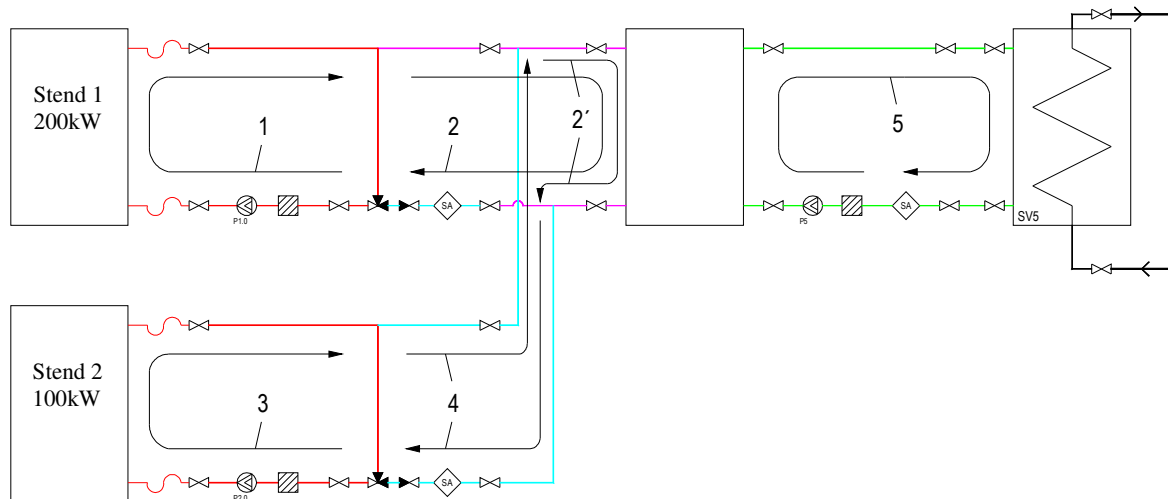 Stend 1
200kW
1
2
2´
5
P1.0
SA
P5
SA
SV5
Stend 2
100kW
3
4
P2.0
SA